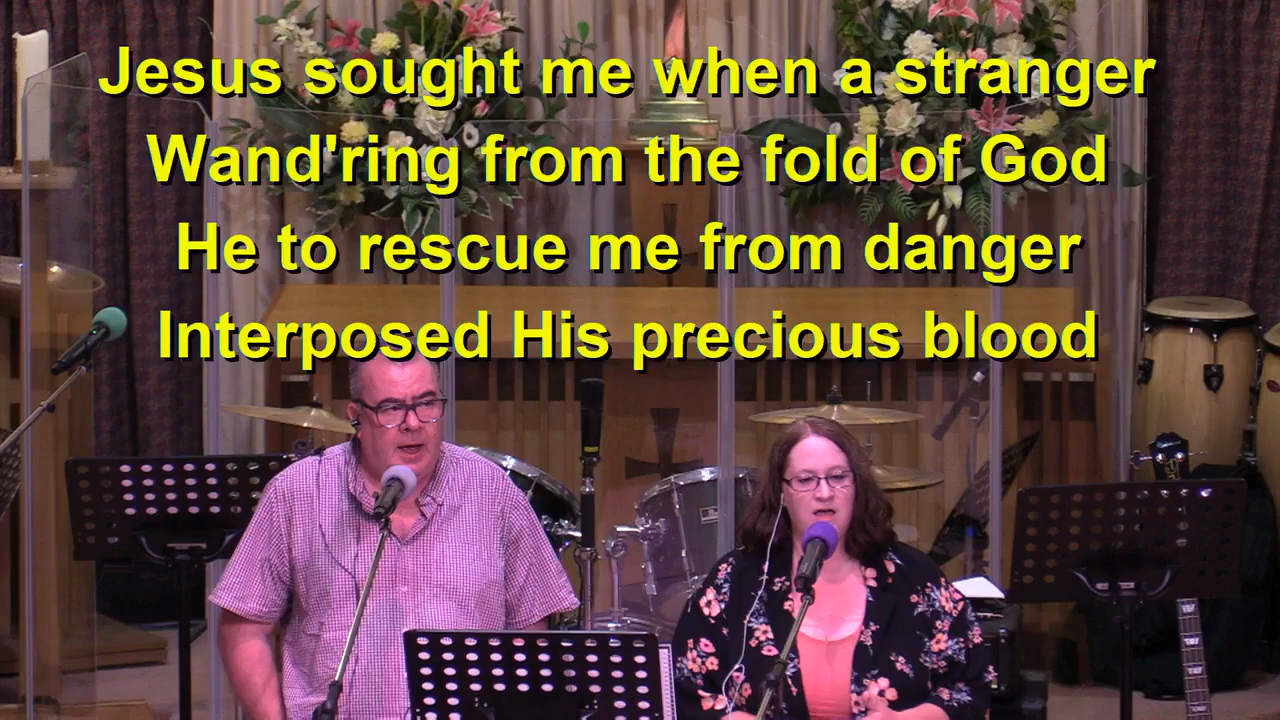 Jesus sought me when a stranger
Wand'ring from the fold of God
He to rescue me from danger
Interposed His precious blood